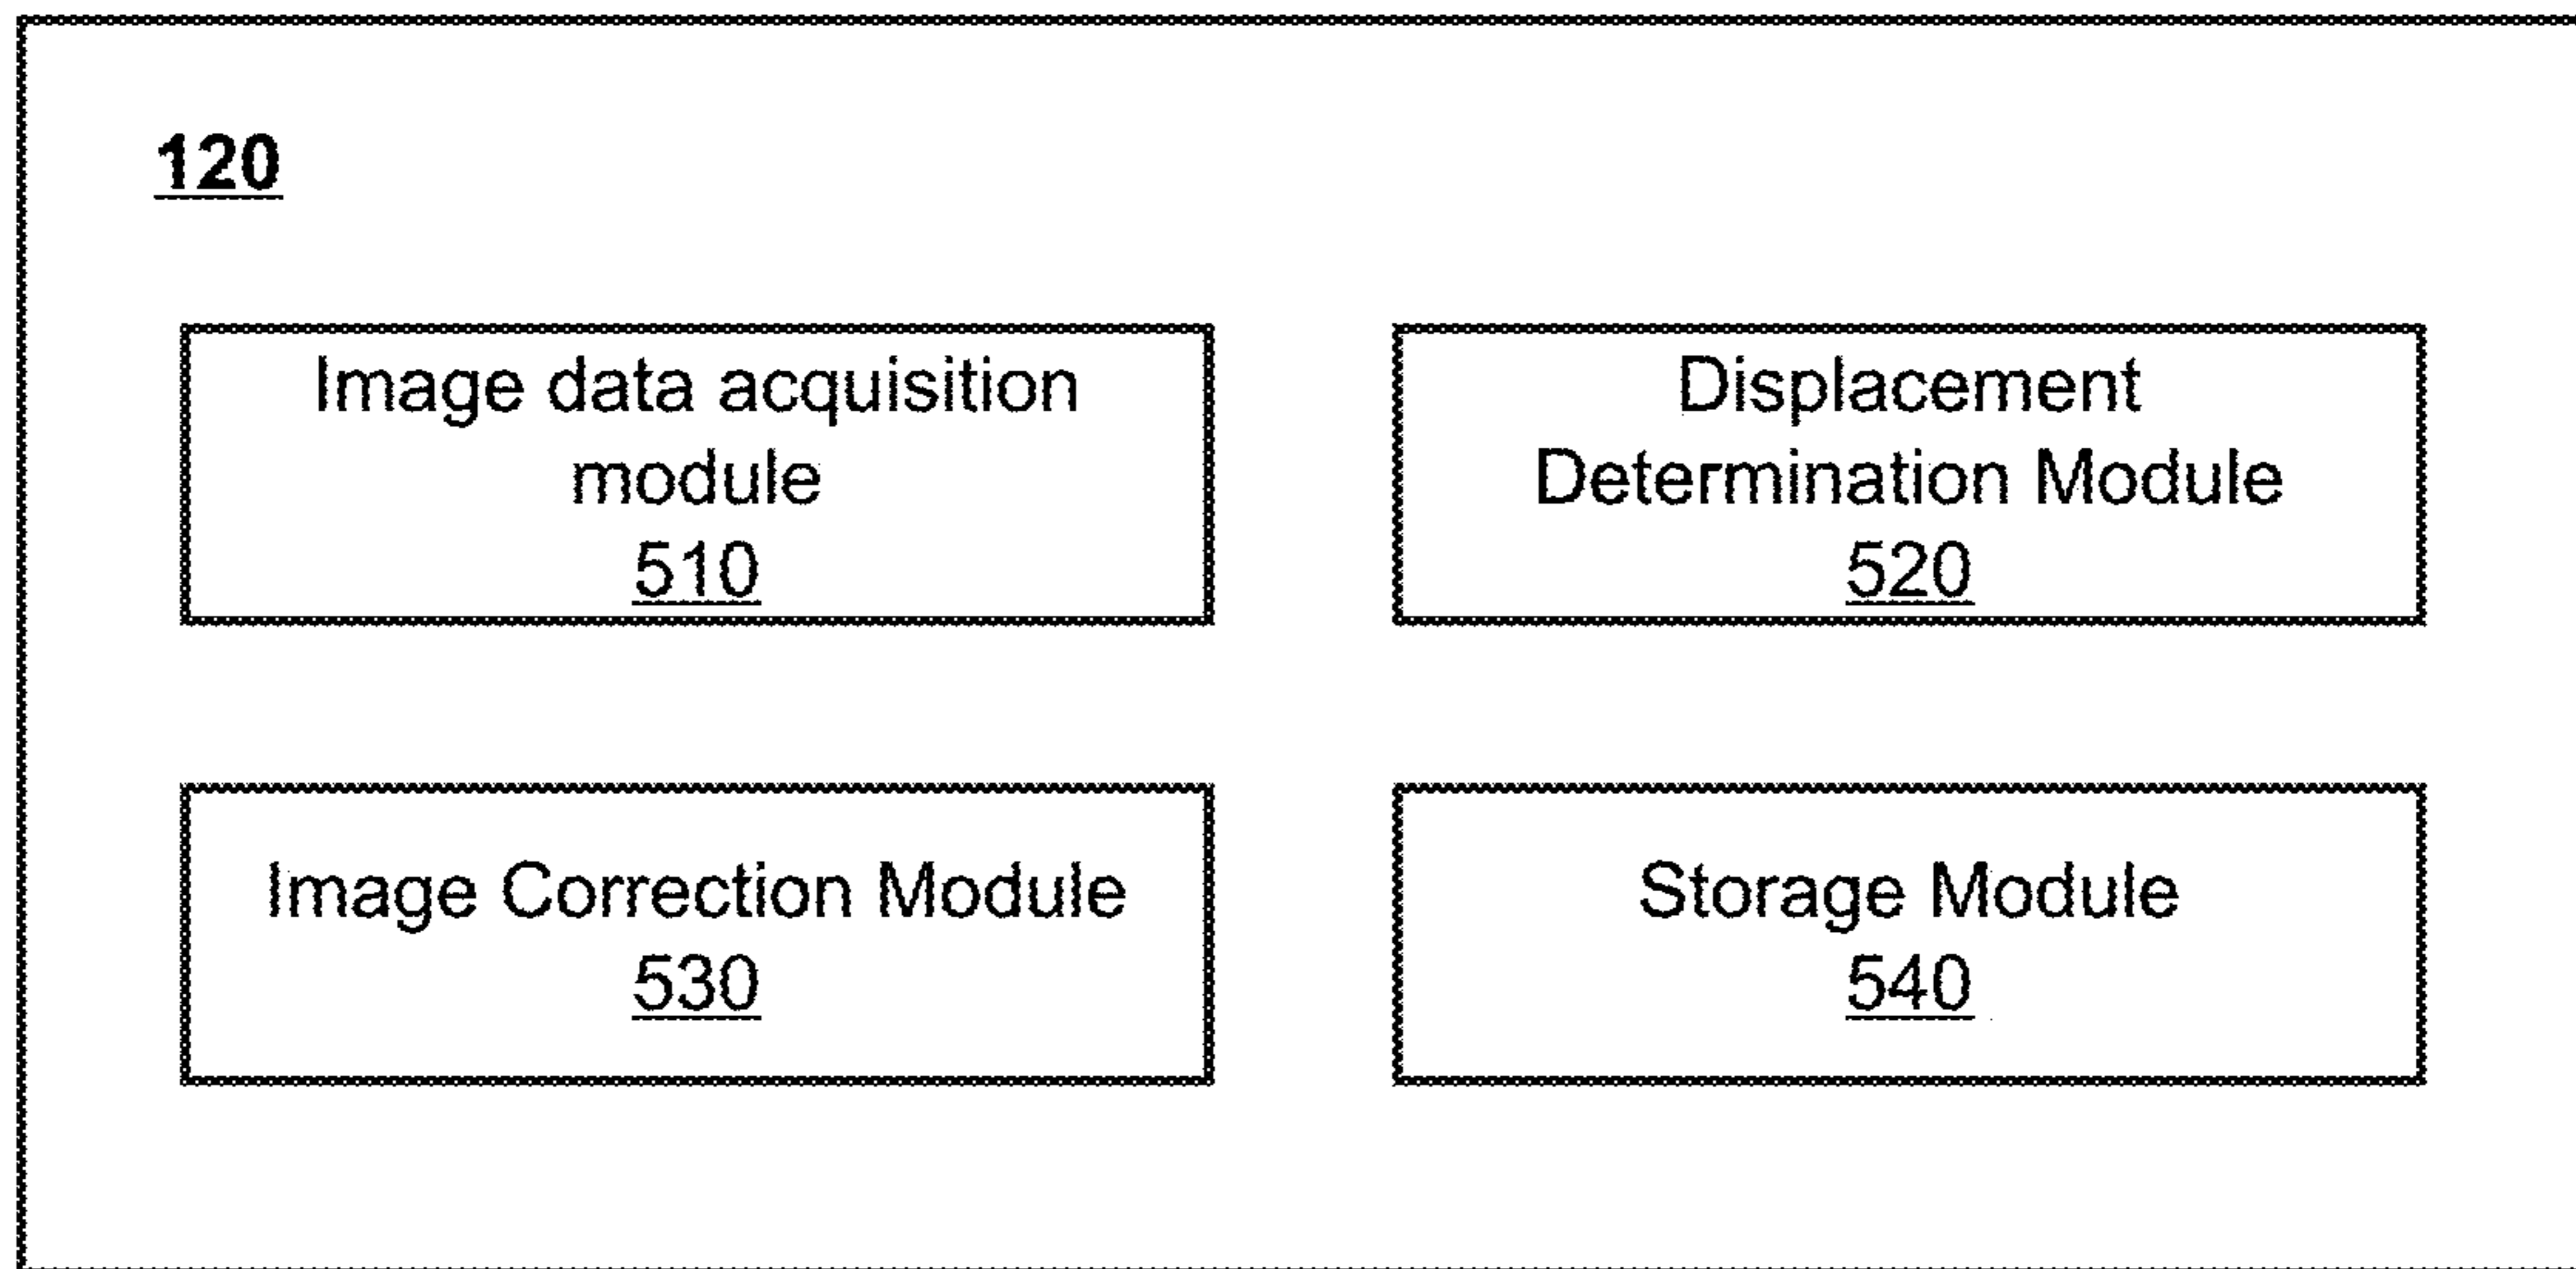 120
Image data acquisition
module
510
Displacement
Determination Module
520
Image Correction Module
530
Storage Module
540